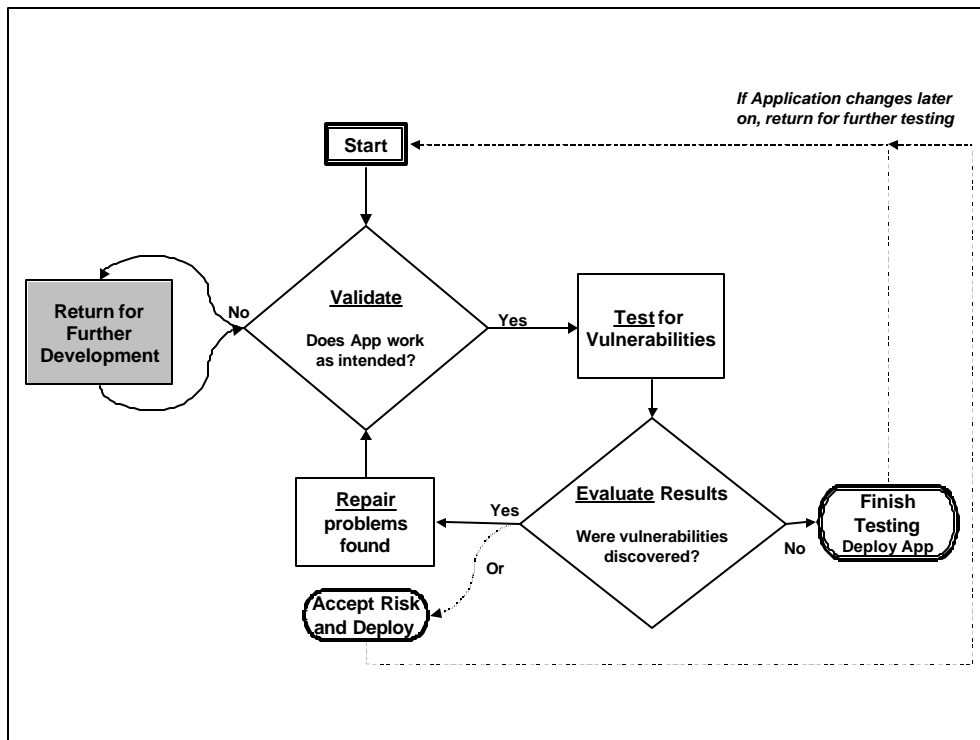 If Application changes later
on, return for further testing
Start
Return for
Further
Development
No
Validate
Does App work
as intended?
Yes
Test for
Vulnerabilities
Repair
problems
found
Yes
Or
Evaluate Results
Were vulnerabilities
discovered?
No
Finish
Testing
Deploy App
Accept Risk
and Deploy